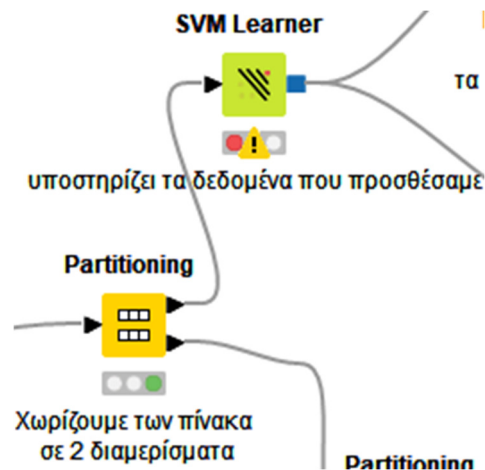 SVM Learner
τα
υποστηρίζει τα δεδομένα που προσθέσαμε
Partitioning
Χωρίζουμε των πίνακα
σε 2 διαμερίσματα
Partitioning